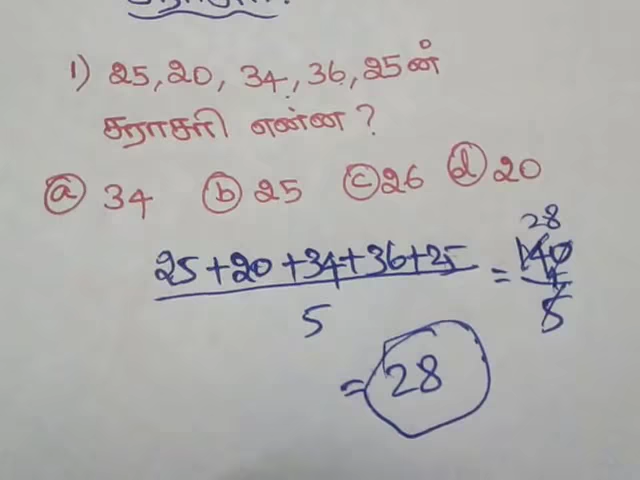 1) 25, 20, 34, 36, 25ன்
சராசரி என்ன?
ⓐ 34 ⓑ 25 ⓒ 26 ⓓ 20
28
25+20+34+36+25 = 140
5 5
= 28